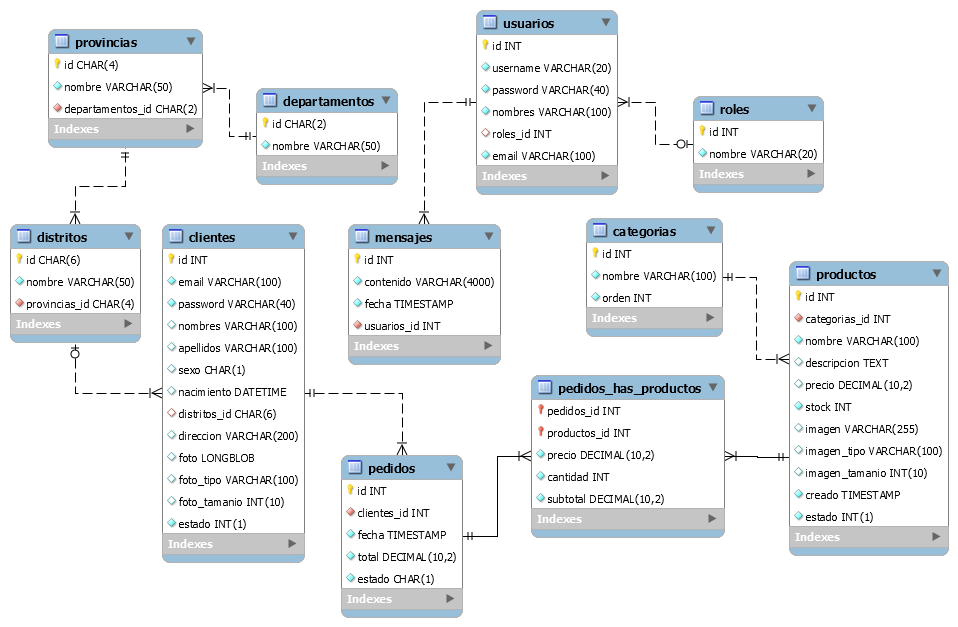 provincias
id CHAR(4)
nombre VARCHAR(50)
departamentos_id CHAR(2)
Indexes
departamentos
id CHAR(2)
nombre VARCHAR(50)
Indexes
usuarios
id INT
username VARCHAR(20)
password VARCHAR(40)
nombres VARCHAR(100)
roles_id INT
email VARCHAR(100)
Indexes
roles
id INT
nombre VARCHAR(20)
Indexes
distritos
id CHAR(6)
nombre VARCHAR(50)
provincias_id CHAR(4)
Indexes
clientes
id INT
email VARCHAR(100)
password VARCHAR(40)
nombres VARCHAR(100)
apellidos VARCHAR(100)
sexo CHAR(1)
nacimiento DATETIME
distritos_id CHAR(6)
direccion VARCHAR(200)
foto LONGBLOB
foto_tipo VARCHAR(100)
foto_tamanio INT(10)
estado INT(1)
Indexes
mensajes
id INT
contenido VARCHAR(4000)
fecha TIMESTAMP
usuarios_id INT
Indexes
categorias
id INT
nombre VARCHAR(100)
orden INT
Indexes
productos
id INT
categorias_id INT
nombre VARCHAR(100)
descripcion TEXT
precio DECIMAL(10,2)
stock INT
imagen VARCHAR(255)
imagen_tipo VARCHAR(100)
imagen_tamanio INT(10)
creado TIMESTAMP
estado INT(1)
Indexes
pedidos_has_productos
pedidos_id INT
productos_id INT
precio DECIMAL(10,2)
cantidad INT
subtotal DECIMAL(10,2)
Indexes
pedidos
id INT
clientes_id INT
fecha TIMESTAMP
total DECIMAL(10,2)
estado CHAR(1)
Indexes